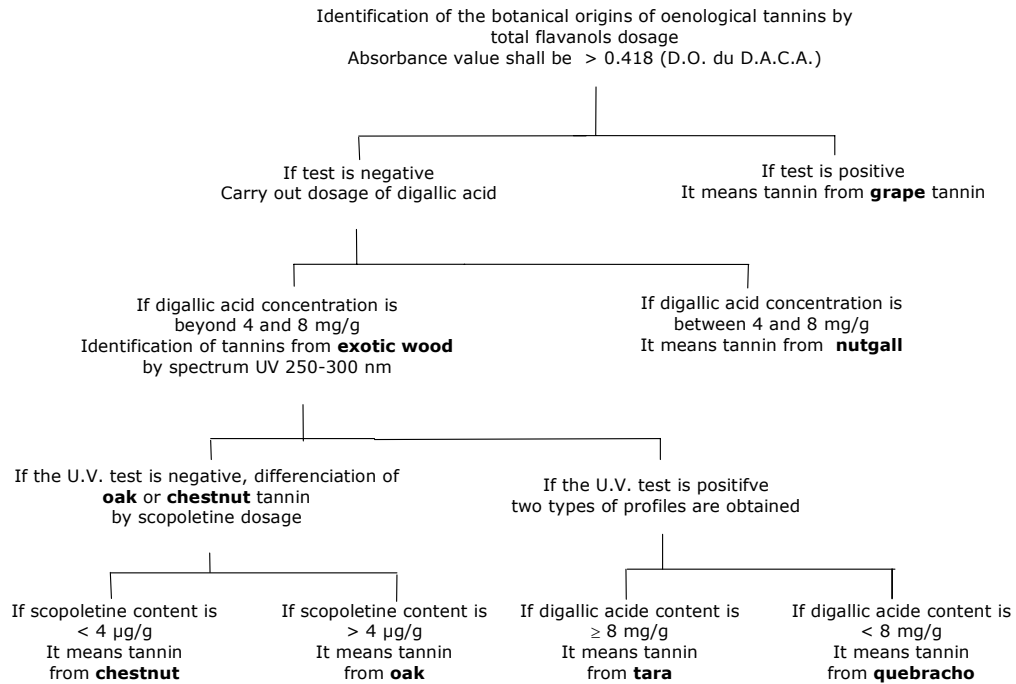 Identification of the botanical origins of oenological tannins by
total flavanols dosage
Absorbance value shall be > 0.418 (D.O. du D.A.C.A.)
If test is negative
Carry out dosage of digallic acid
If test is positive
It means tannin from grape tannin
If digallic acid concentration is
beyond 4 and 8 mg/g
Identification of tannins from exotic wood
by spectrum UV 250-300 nm
If digallic acid concentration is
between 4 and 8 mg/g
It means tannin from nutgall
If the U.V. test is negative, differenciation of
oak or chestnut tannin
by scopoletine dosage
If the U.V. test is positifve
two types of profiles are obtained
If scopoletine content is
< 4 µg/g
It means tannin
from chestnut
If scopoletine content is
> 4 µg/g
It means tannin
from oak
If digallic acide content is
≥ 8 mg/g
It means tannin
from tara
If digallic acide content is
< 8 mg/g
It means tannin
from quebracho